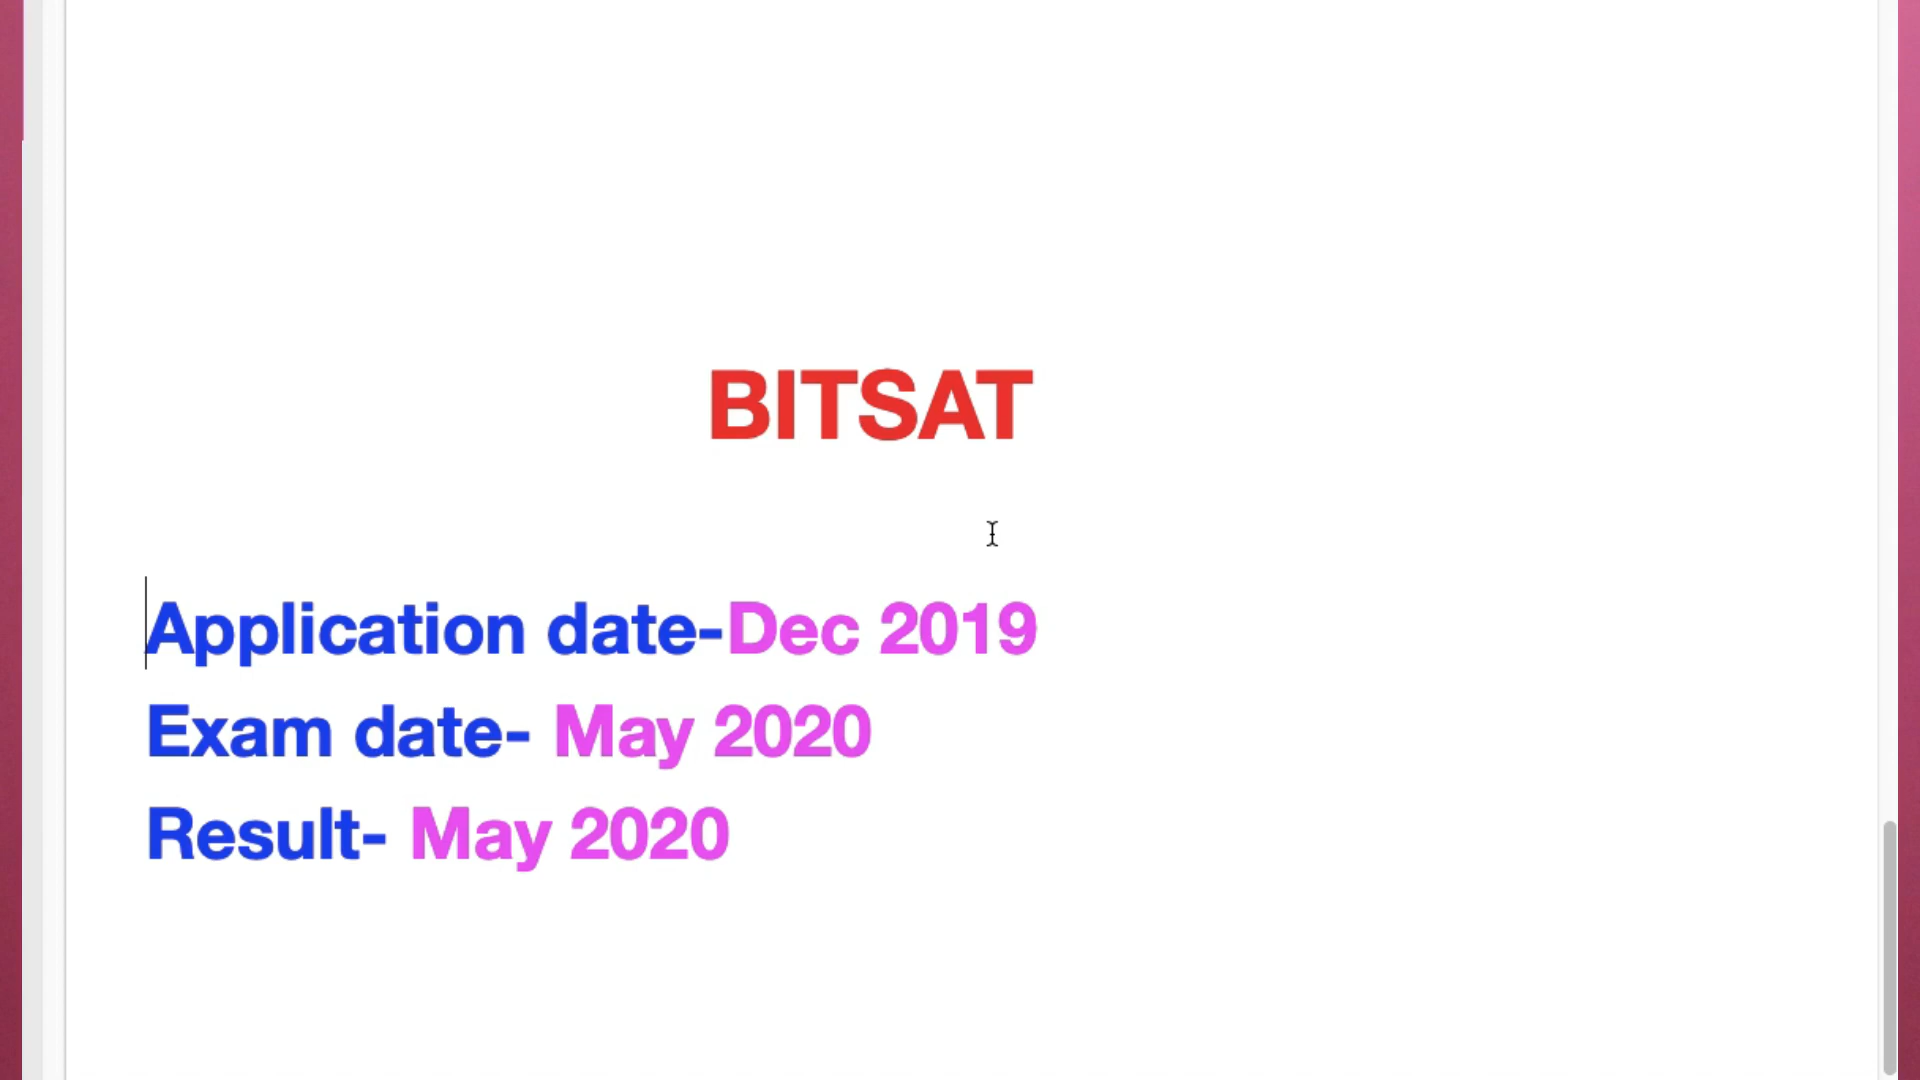 BITSAT
Application date-Dec 2019
Exam date- May 2020
Result- May 2020